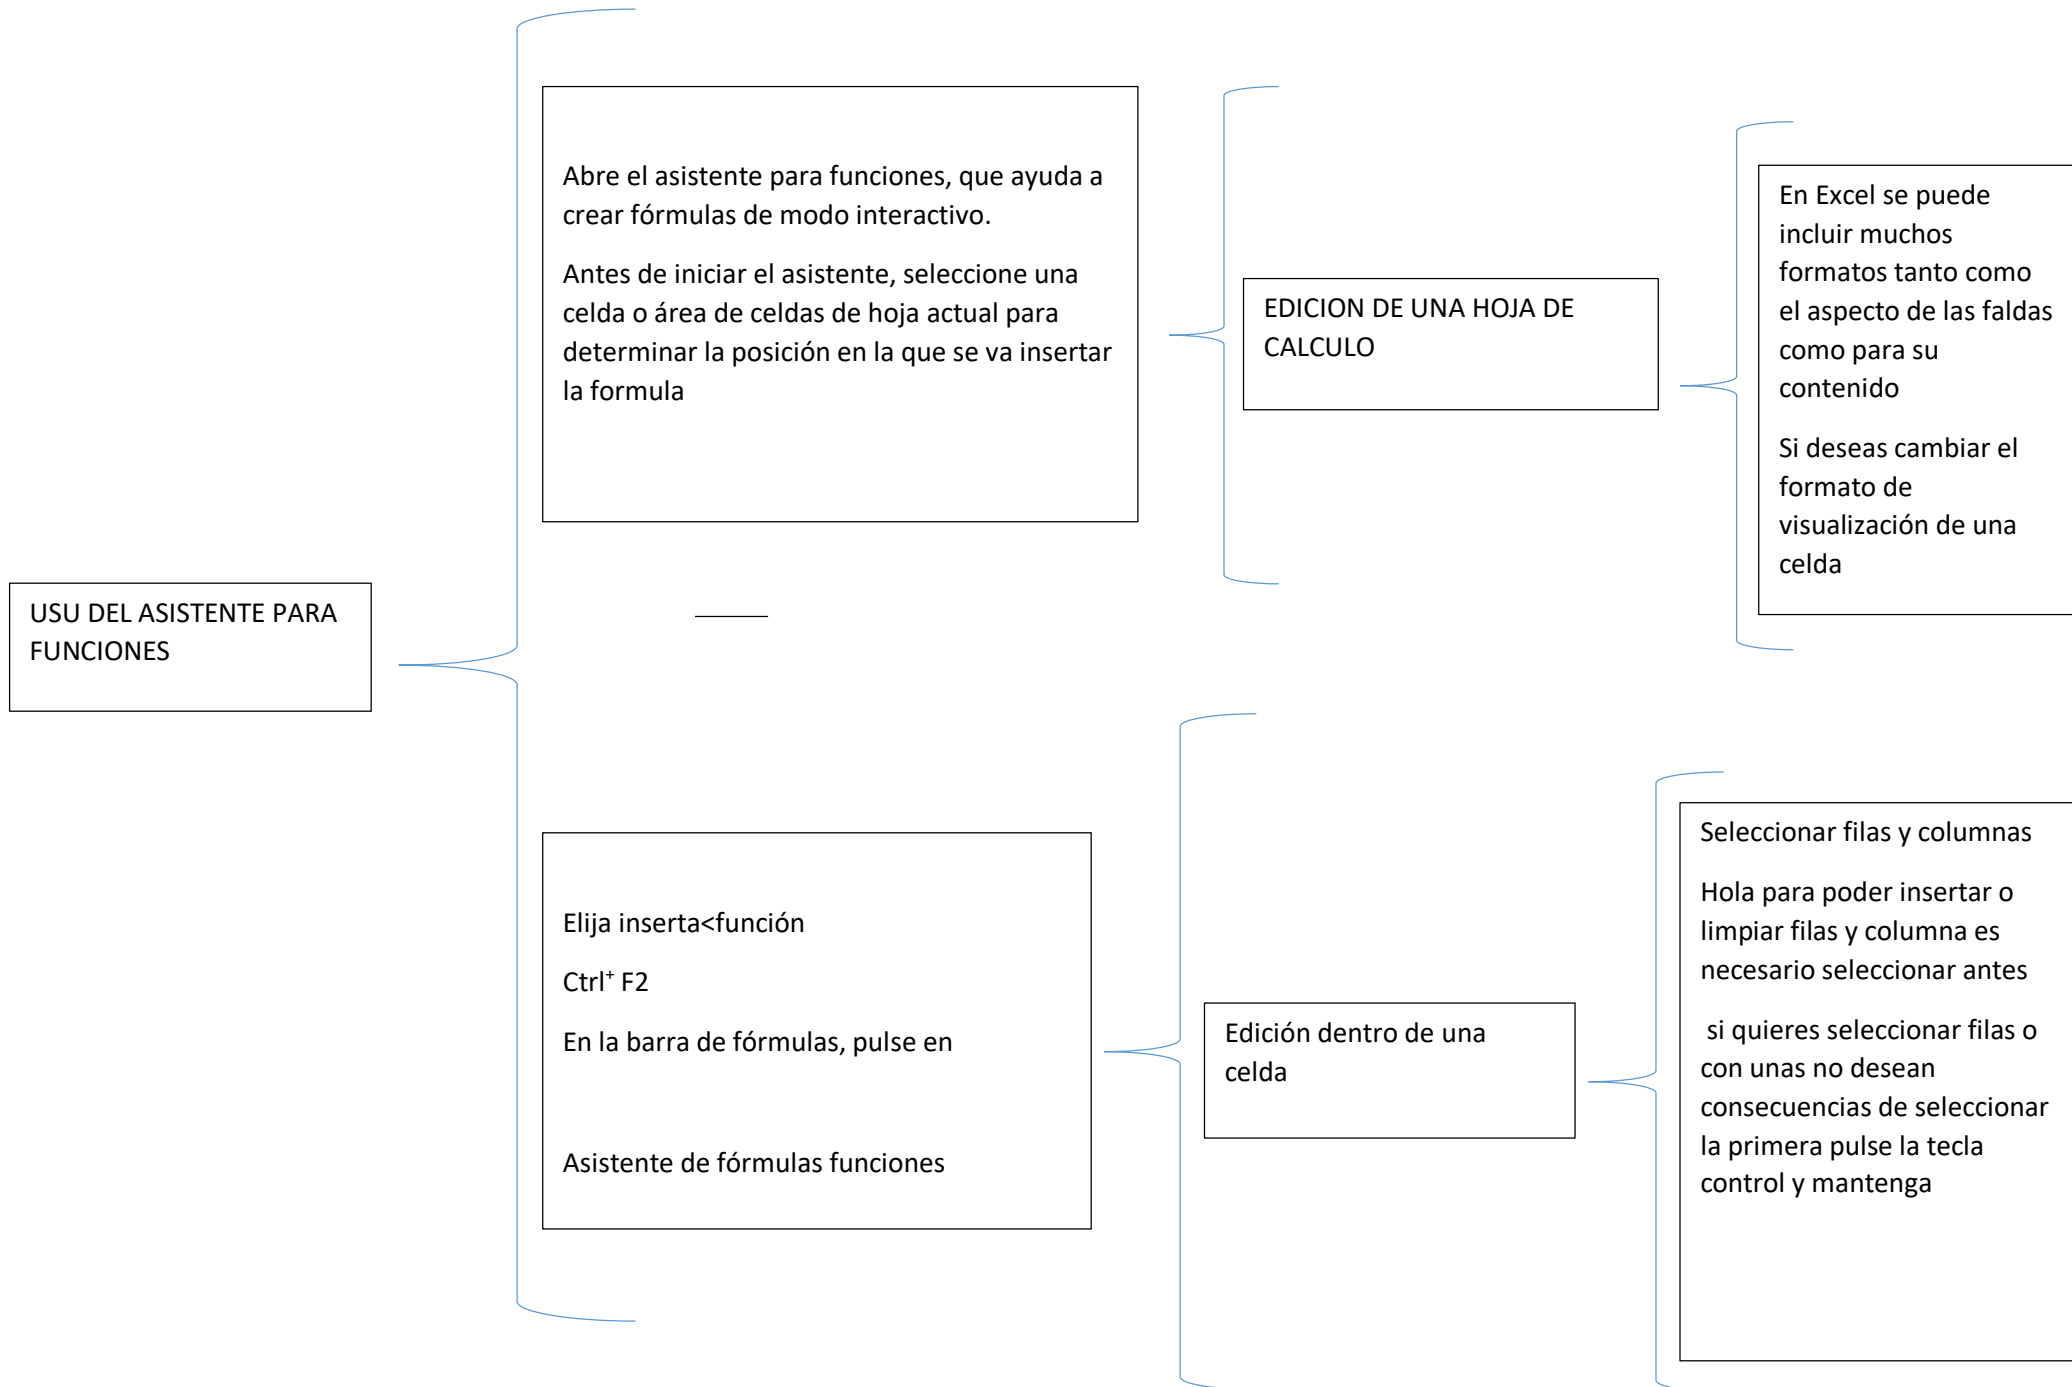 USU DEL ASISTENTE PARA
FUNCIONES
Abre el asistente para funciones, que ayuda a
crear fórmulas de modo interactivo.
Antes de iniciar el asistente, seleccione una
celda o área de celdas de hoja actual para
determinar la posición en la que se va insertar
la formula
EDICION DE UNA HOJA DE
CALCULO
En Excel se puede
incluir muchos
formatos tanto como
el aspecto de las faldas
como para su
contenido
Si deseas cambiar el
formato de
visualización de una
celda
Elija inserta<función
Ctrl⁺ F2
En la barra de fórmulas, pulse en
Asistente de fórmulas funciones
Edición dentro de una
celda
Seleccionar filas y columnas
Hola para poder insertar o
limpiar filas y columna es
necesario seleccionar antes
si quieres seleccionar filas o
con unas no desean
consecuencias de seleccionar
la primera pulse la tecla
control y mantenga